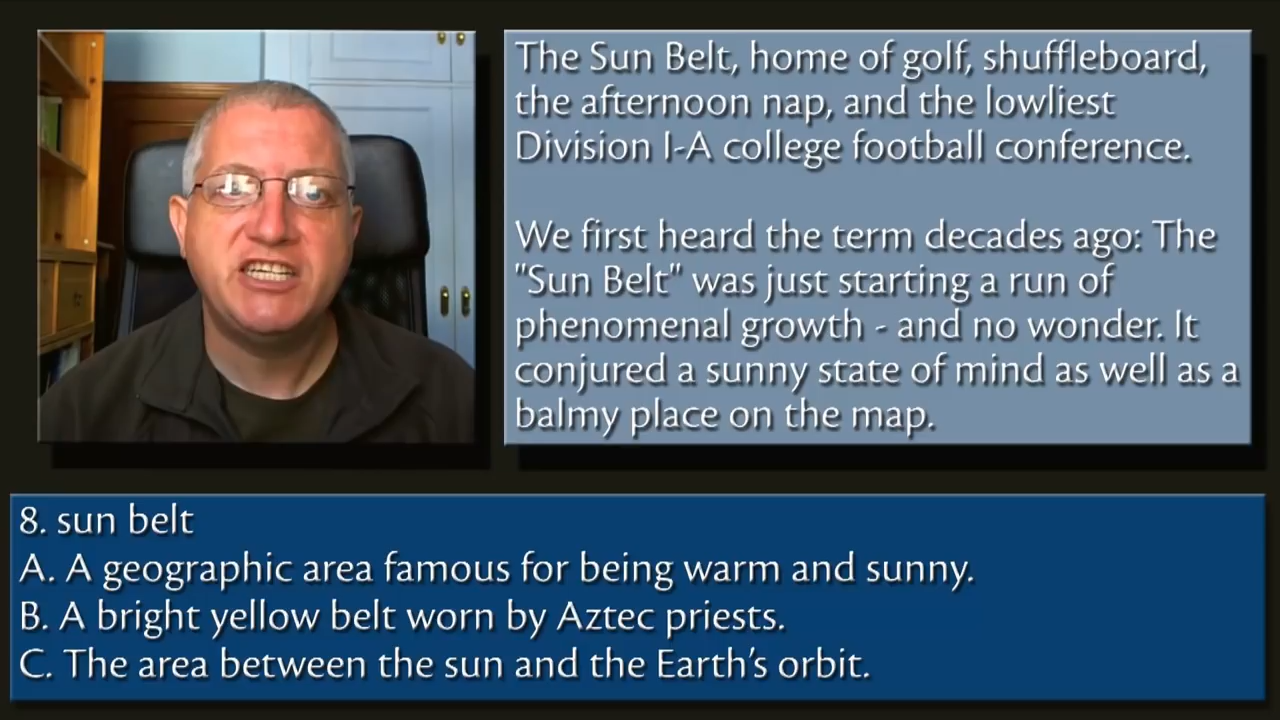 The Sun Belt, home of golf, shuffleboard,
the afternoon nap, and the lowliest
Division I-A college football conference.
We first heard the term decades ago: The
"Sun Belt" was just starting a run of
phenomenal growth - and no wonder. It
conjured a sunny state of mind as well as a
balmy place on the map.
8. sun belt
A. A geographic area famous for being warm and sunny.
B. A bright yellow belt worn by Aztec priests.
C. The area between the sun and the Earth's orbit.